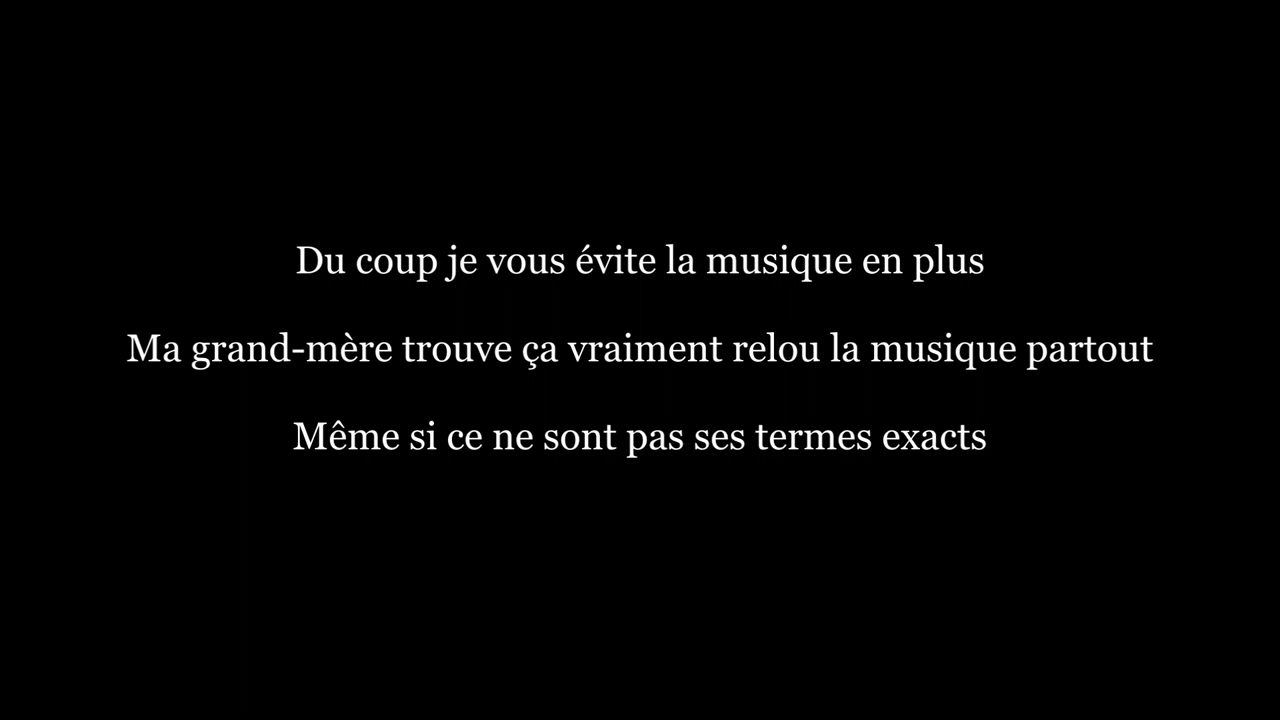 Du coup je vous évite la musique en plus
Ma grand-mère trouve ça vraiment relou la musique partout
Même si ce ne sont pas ses termes exacts